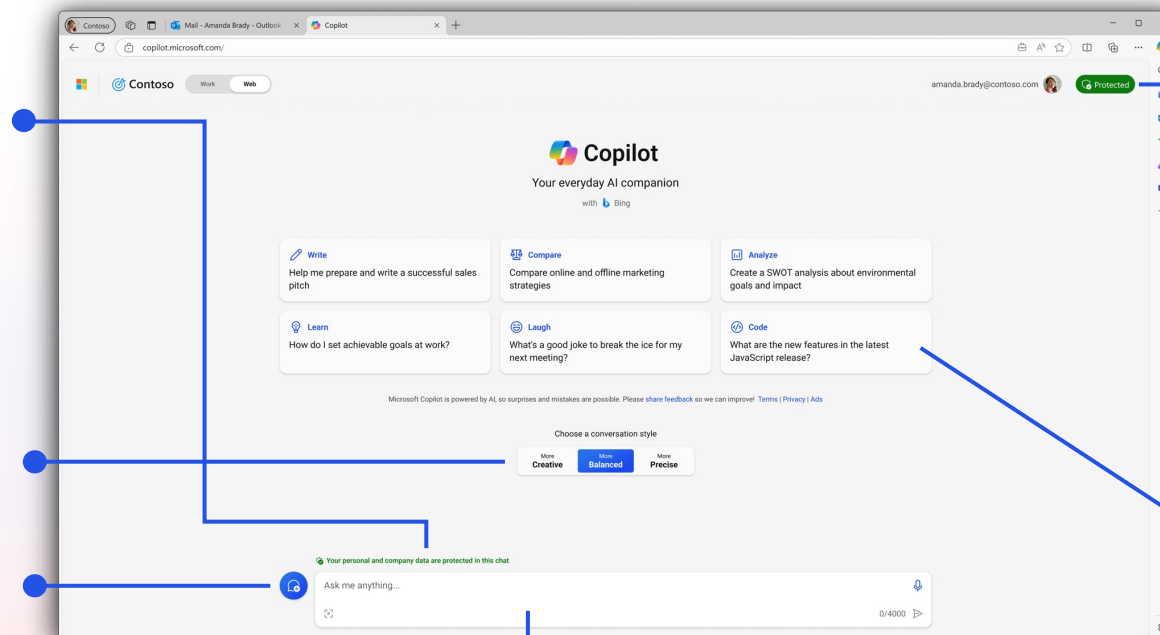 Contoso
Mail - Amanda Brady - Outlook
Copilot
copilot.microsoft.com/
Contoso
Work
Web
amanda.brady@contoso.com
Protected
Copilot
Your everyday AI companion
with Bing
Write
Help me prepare and write a successful sales
pitch
Compare
Compare online and offline marketing
strategies
Analyze
Create a SWOT analysis about environmental
goals and impact
Learn
How do I set achievable goals at work?
Laugh
What's a good joke to break the ice for my
next meeting?
Code
What are the new features in the latest
JavaScript release?
Microsoft Copilot is powered by AI, so surprises and mistakes are possible. Please share feedback so we can improve! Terms | Privacy | Ads
Choose a conversation style
More
Creative
More
Balanced
More
Precise
Your personal and company data are protected in this chat
Ask me anything...
0/4000